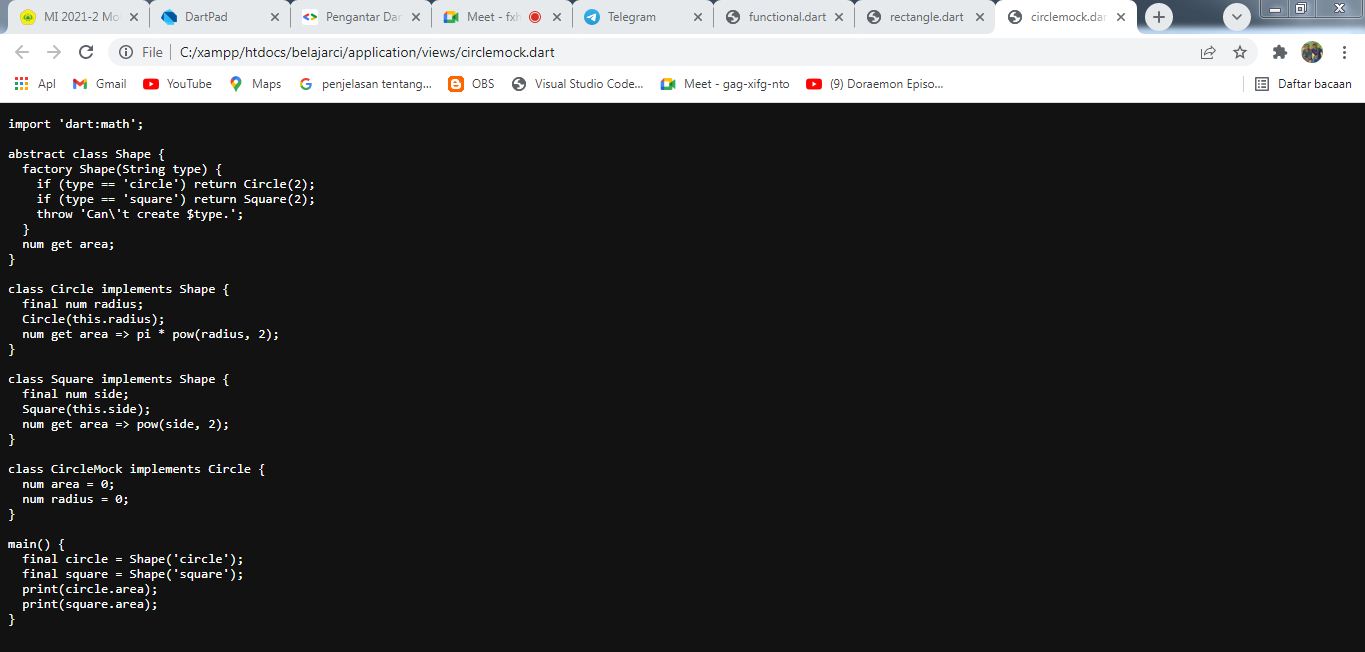 MI 2021-2 Mo
DartPad
Pengantar Dar
Meet - fxh
Telegram
functional.dart
rectangle.dart
circlemock.dar
File
C:/xampp/htdocs/belajarci/application/views/circlemock.dart
Apl
Gmail
YouTube
Maps
penjelasan tentang...
OBS
Visual Studio Code...
Meet - gag-xifg-nto
(9) Doraemon Episo...
Daftar bacaan
import 'dart:math';
abstract class Shape {
  factory Shape(String type) {
    if (type == 'circle') return Circle(2);
    if (type == 'square') return Square(2);
    throw 'Can\'t create $type.';
  }
  num get area;
}
class Circle implements Shape {
  final num radius;
  Circle(this.radius);
  num get area => pi * pow(radius, 2);
}
class Square implements Shape {
  final num side;
  Square(this.side);
  num get area => pow(side, 2);
}
class CircleMock implements Circle {
  num area = 0;
  num radius = 0;
}
main() {
  final circle = Shape('circle');
  final square = Shape('square');
  print(circle.area);
  print(square.area);
}